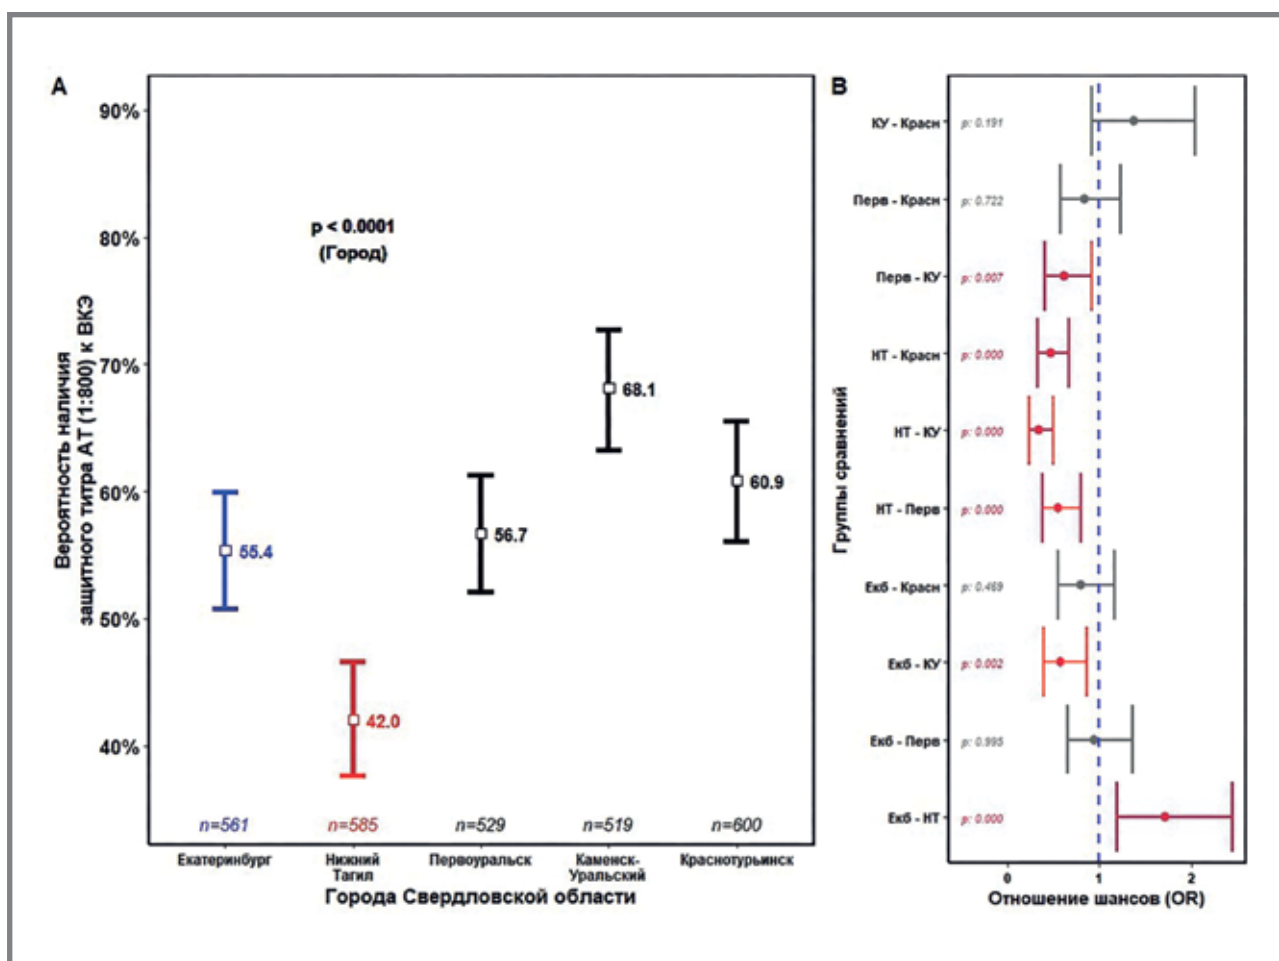 A
Вероятность наличия
защитного титра АТ (1:800) к ВКЭ
90%
80%
70%
60%
50%
40%
p < 0.0001
(Город)
55.4
42.0
56.7
68.1
60.9
n=561
n=585
n=529
n=519
n=600
Екатеринбург
Нижний
Тагил
Первоуральск
Каменск-
Уральский
Краснотурьинск
Города Свердловской области
B
Группы сравнений
КУ - Красн
p: 0.191
Перв - Красн
p: 0.722
Перв - КУ
p: 0.007
НТ - Красн
p: 0.000
НТ - КУ
p: 0.000
НТ - Перв
p: 0.000
Екб - Красн
p: 0.469
Екб - КУ
p: 0.002
Екб - Перв
p: 0.995
Екб - НТ
p: 0.000
0
1
2
Отношение шансов (OR)